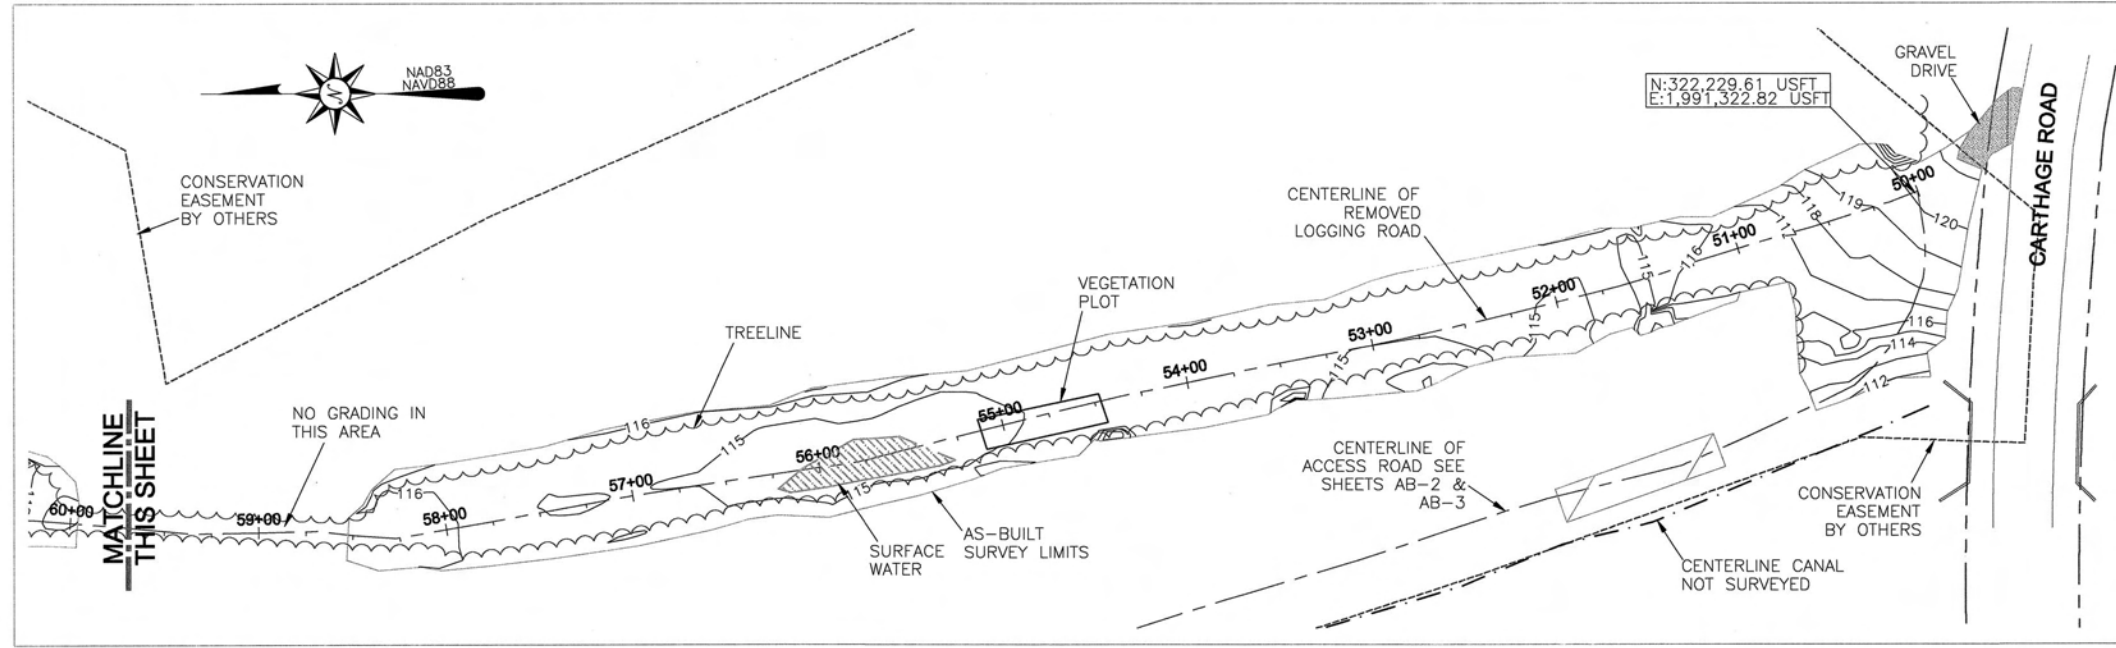 NAD83
NAVD88
N
CONSERVATION
EASEMENT
BY OTHERS
TREELINE
NO GRADING IN
THIS AREA
MATCHLINE
THIS SHEET
VEGETATION
PLOT
CENTERLINE OF
REMOVED
LOGGING ROAD
N:322,229.61 USFT
E:1,991,322.82 USFT
GRAVEL
DRIVE
CARTHAGE ROAD
60+00
59+00
58+00
57+00
56+00
55+00
54+00
53+00
52+00
51+00
50+00
116
116
115
115
115
115
115
116
117
118
119
120
116
114
112
SURFACE
WATER
AS-BUILT
SURVEY LIMITS
CENTERLINE OF
ACCESS ROAD SEE
SHEETS AB-2 &
AB-3
CENTERLINE CANAL
NOT SURVEYED
CONSERVATION
EASEMENT
BY OTHERS